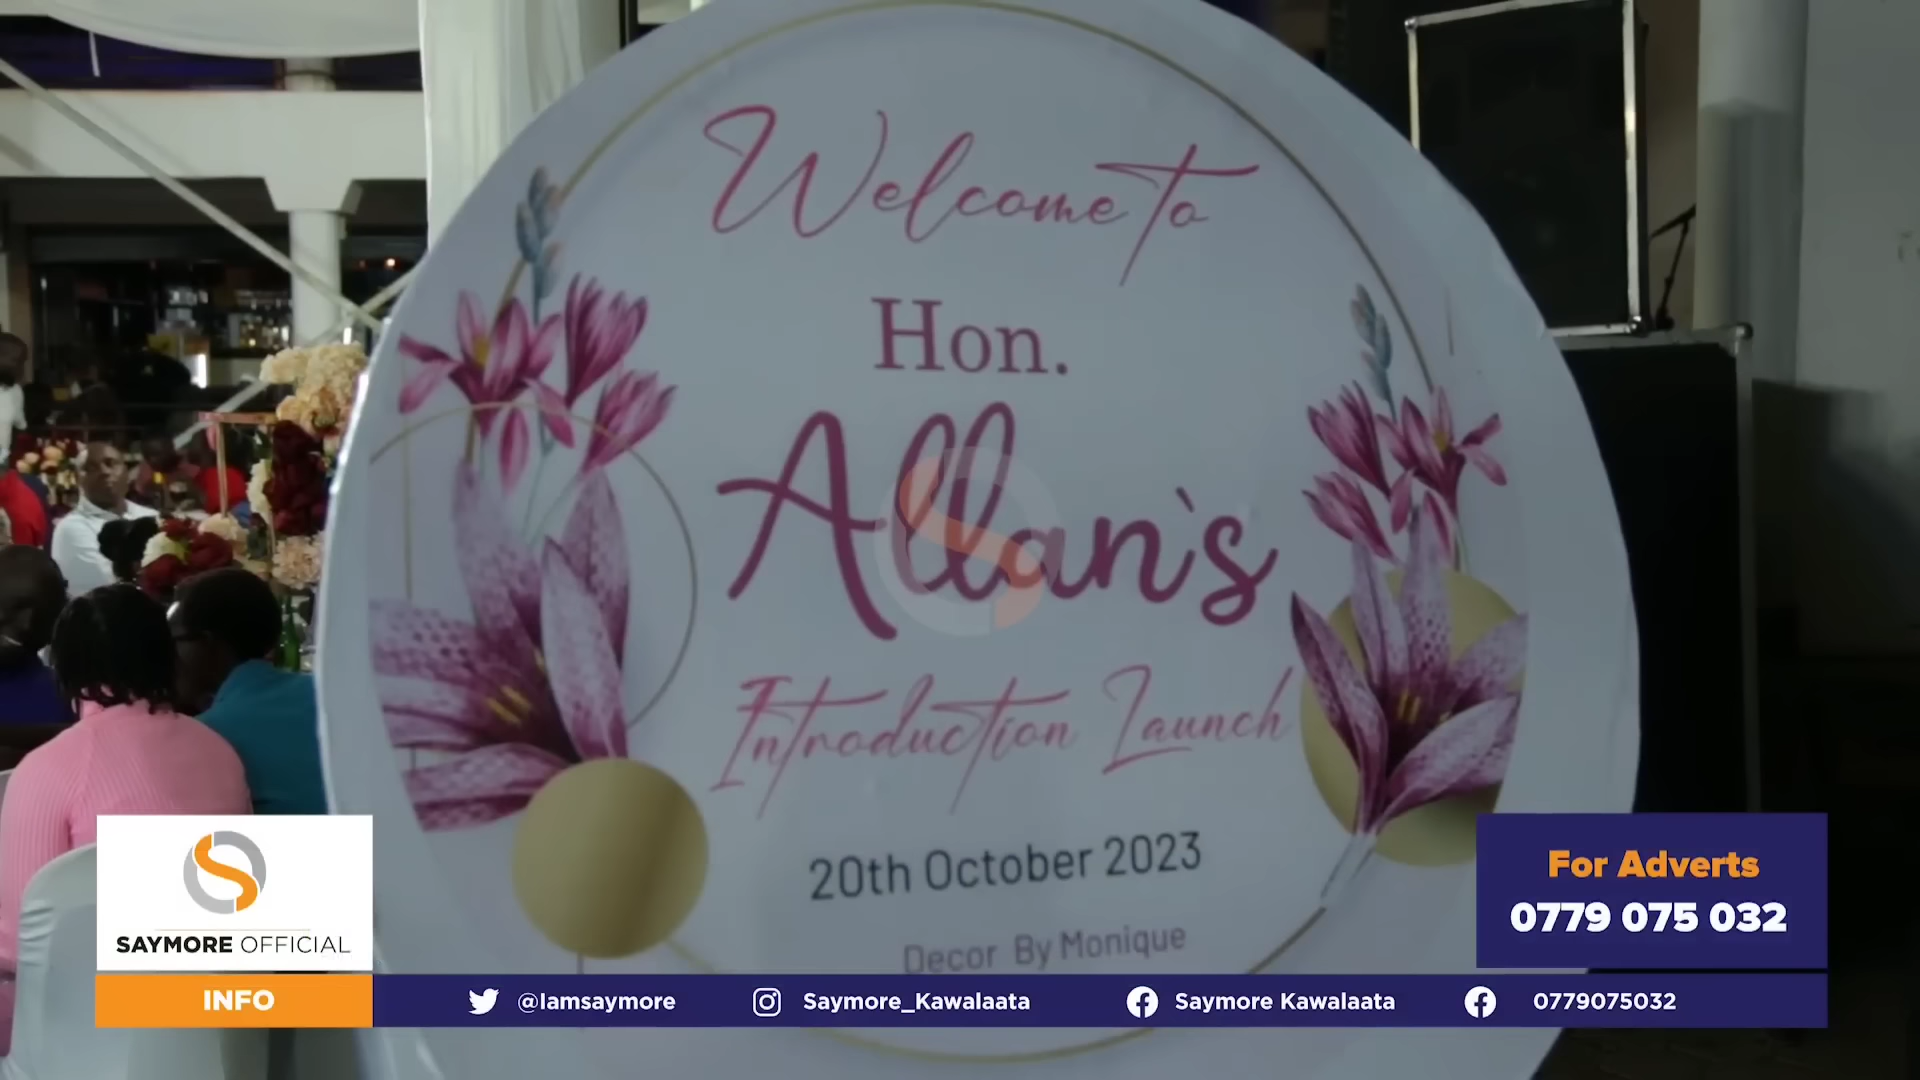 Welcome to
Hon.
Allan's
Introduction Launch
20th October 2023
Decor By Monique
For Adverts
0779 075 032
SAYMORE OFFICIAL
INFO
@Iamsaymore
Saymore_Kawalaata
Saymore Kawalaata
0779075032